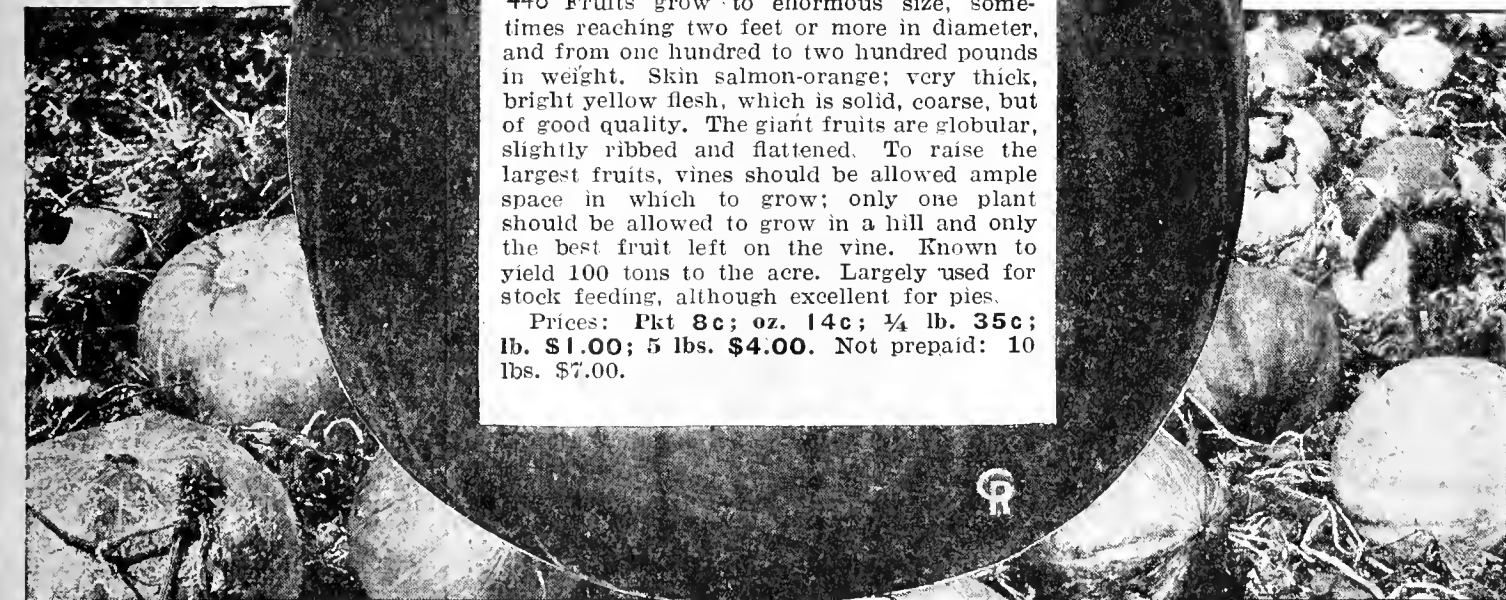 440 Fruits grow to enormous size, some-
times reaching two feet or more in diameter,
and from one hundred to two hundred pounds
in weight. Skin salmon-orange; very thick,
bright yellow flesh, which is solid, coarse, but
of good quality. The giant fruits are globular,
slightly ribbed and flattened. To raise the
largest fruits, vines should be allowed ample
space in which to grow; only one plant
should be allowed to grow in a hill and only
the best fruit left on the vine. Known to
yield 100 tons to the acre. Largely used for
stock feeding, although excellent for pies.
Prices: Pkt 8c; oz. 14c; ¼ lb. 35c;
lb. $1.00; 5 lbs. $4.00. Not prepaid: 10
lbs. $7.00.